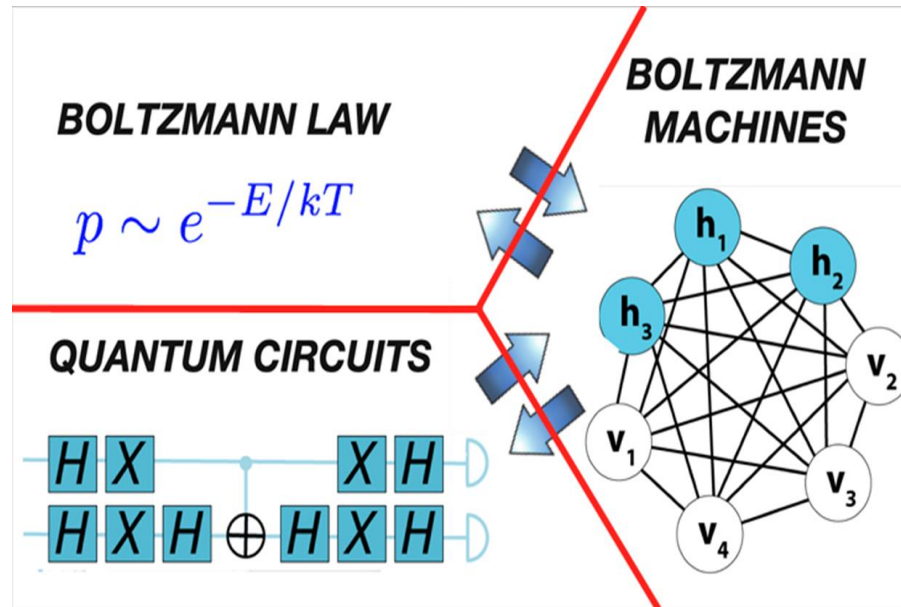 BOLTZMANN LAW
p ∼ e^{−E/kT}
BOLTZMANN
MACHINES
h₁
h₂
h₃
v₂
v₁
v₃
v₄
QUANTUM CIRCUITS
H X X H
H X H H X H